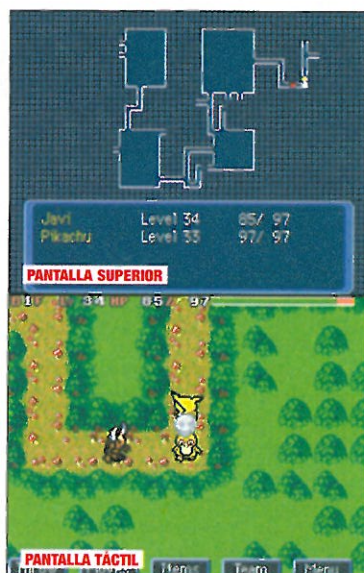 Javi Level 34 85/ 97
Pikachu Level 33 97/ 97
PANTALLA SUPERIOR
34 HP 85/ 97
PANTALLA TÁCTIL
Items Team Menu